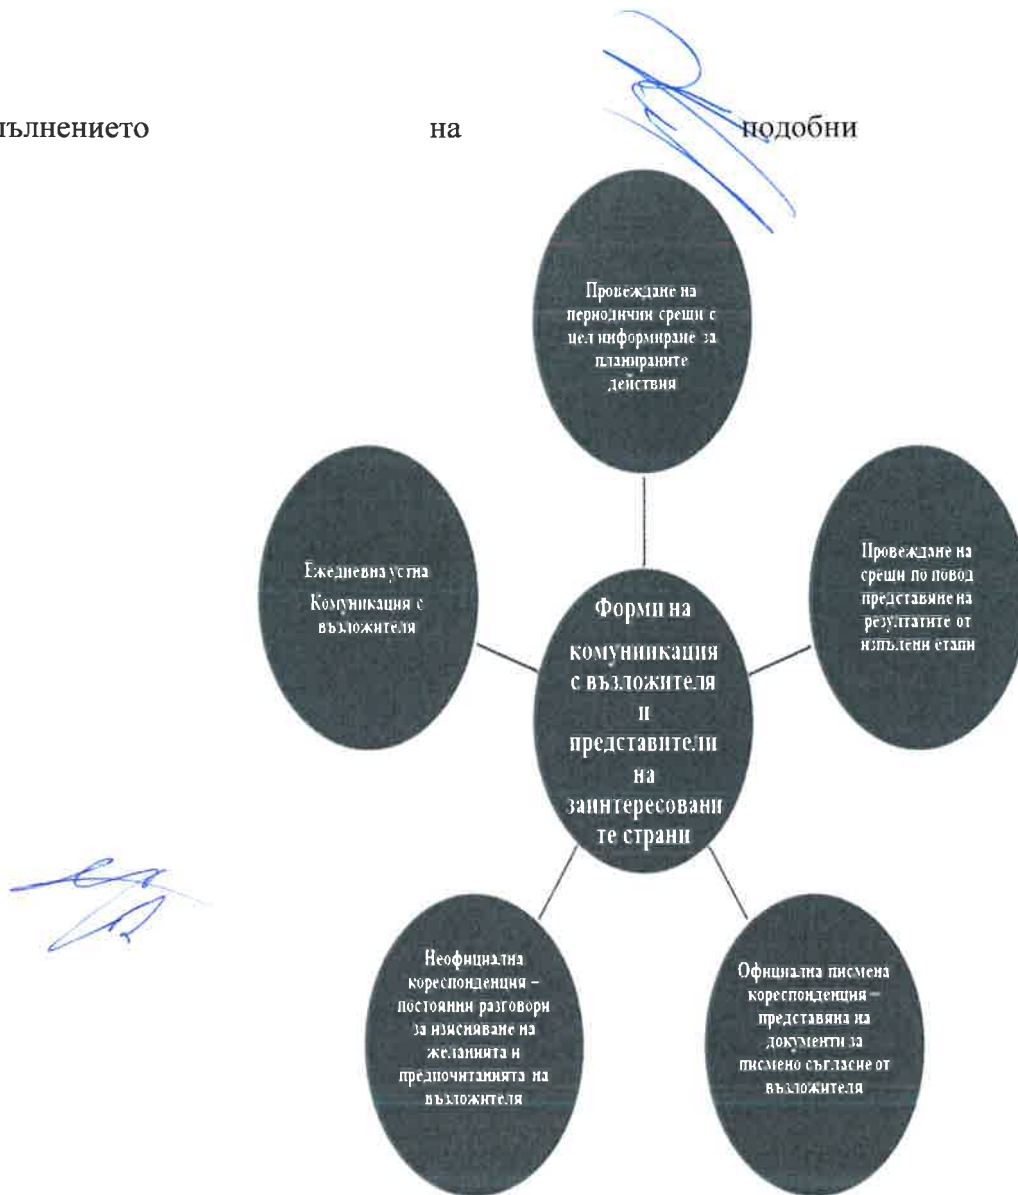 пълнението на подобни
Провеждане на
периодични срещи с
цел информиране за
планираните
действия
Ежедневна устна
Комуникация с
възложителя
Провеждане на
срещи по повод
представяне на
резултатите от
изпълени етапи
Форми на
комуникация
с възложителя
и
представители
на
заинтересовани
те страни
Неофициална
кореспонденция –
постоянни разговори
за изясняване на
желанията и
предпочитанията на
възложителя
Официална писмена
кореспонденция –
представяна на
документи за
писмено съгласие от
възложителя